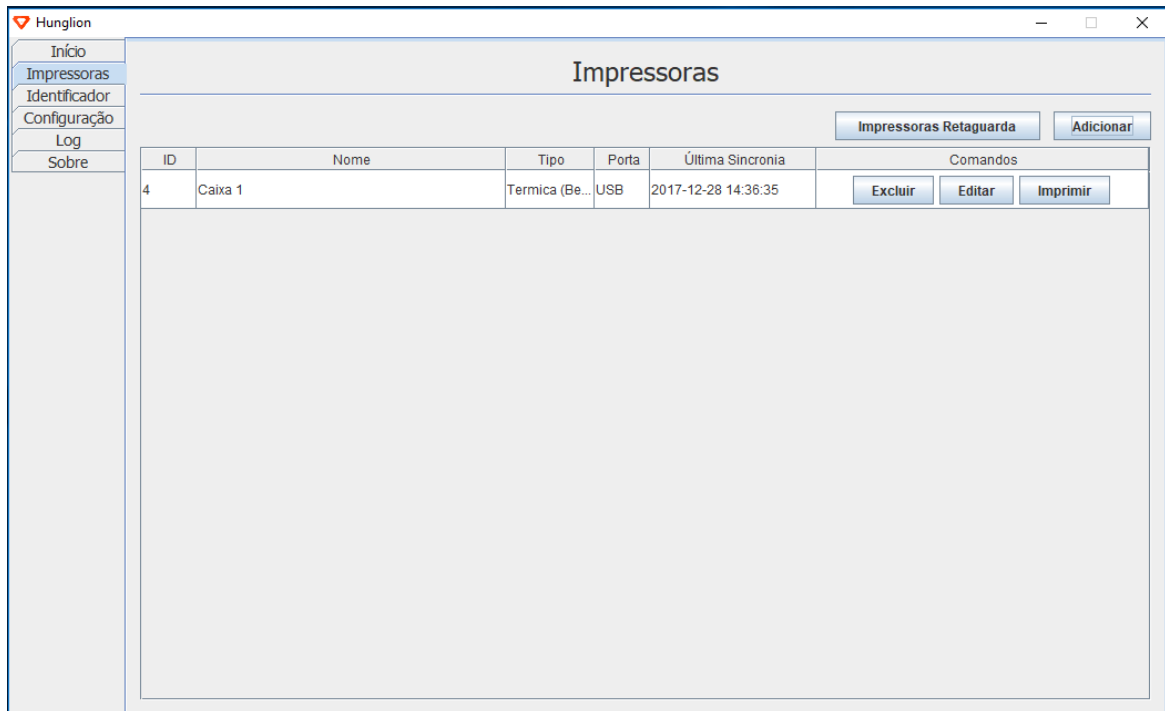 Hunglion
Início
Impressoras
Identificador
Configuração
Log
Sobre
Impressoras
Impressoras Retaguarda Adicionar
ID Nome Tipo Porta Última Sincronia Comandos
4 Caixa 1 Termica (Be... USB 2017-12-28 14:36:35 Excluir Editar Imprimir